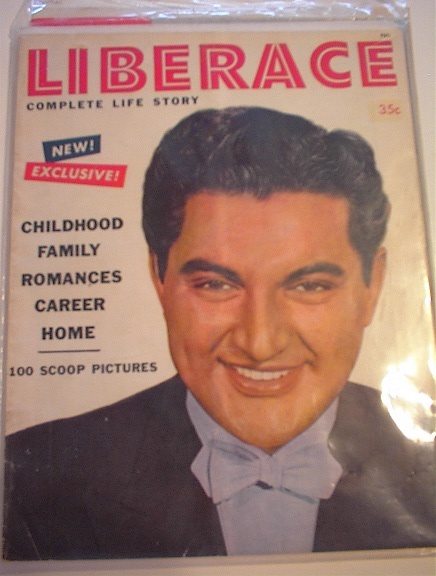 LIBERACE
COMPLETE LIFE STORY
35c
NEW!
EXCLUSIVE!
CHILDHOOD
FAMILY
ROMANCES
CAREER
HOME
100 SCOOP PICTURES